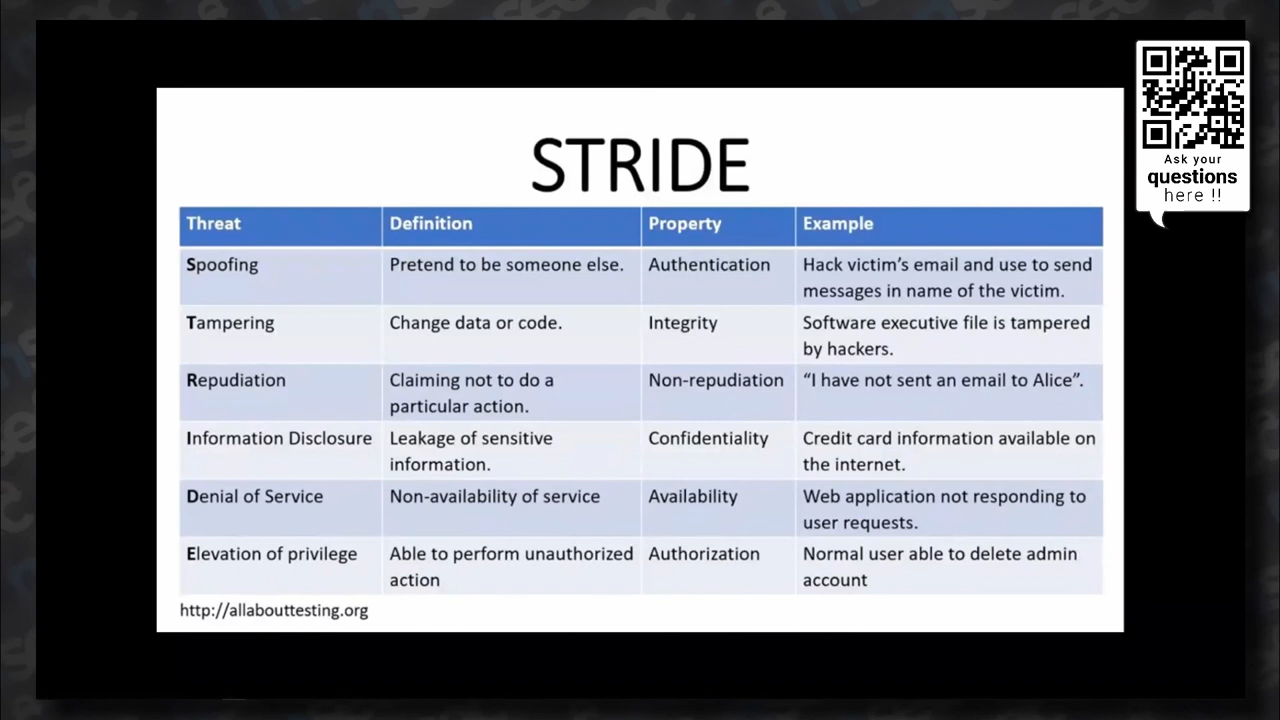 STRIDE
Threat Definition Property Example
Spoofing Pretend to be someone else. Authentication Hack victim's email and use to send
messages in name of the victim.
Tampering Change data or code. Integrity Software executive file is tampered
by hackers.
Repudiation Claiming not to do a Non-repudiation “I have not sent an email to Alice”.
particular action.
Information Disclosure Leakage of sensitive Confidentiality Credit card information available on
information. the internet.
Denial of Service Non-availability of service Availability Web application not responding to
user requests.
Elevation of privilege Able to perform unauthorized Authorization Normal user able to delete admin
action account
http://allabouttesting.org
Ask your
questions
here !!